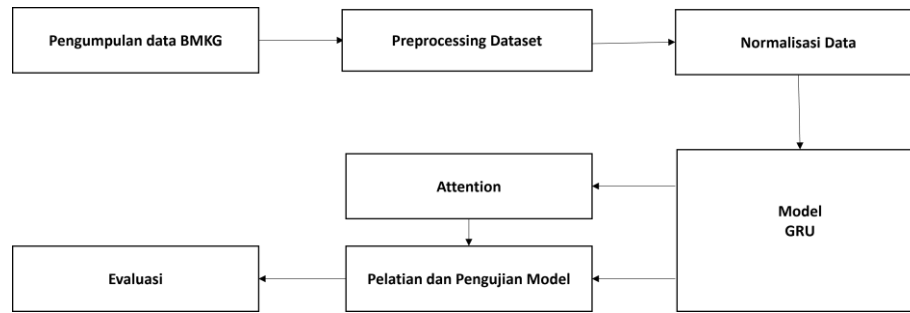 Pengumpulan data BMKG
Preprocessing Dataset
Normalisasi Data
Attention
Model
GRU
Evaluasi
Pelatian dan Pengujian Model